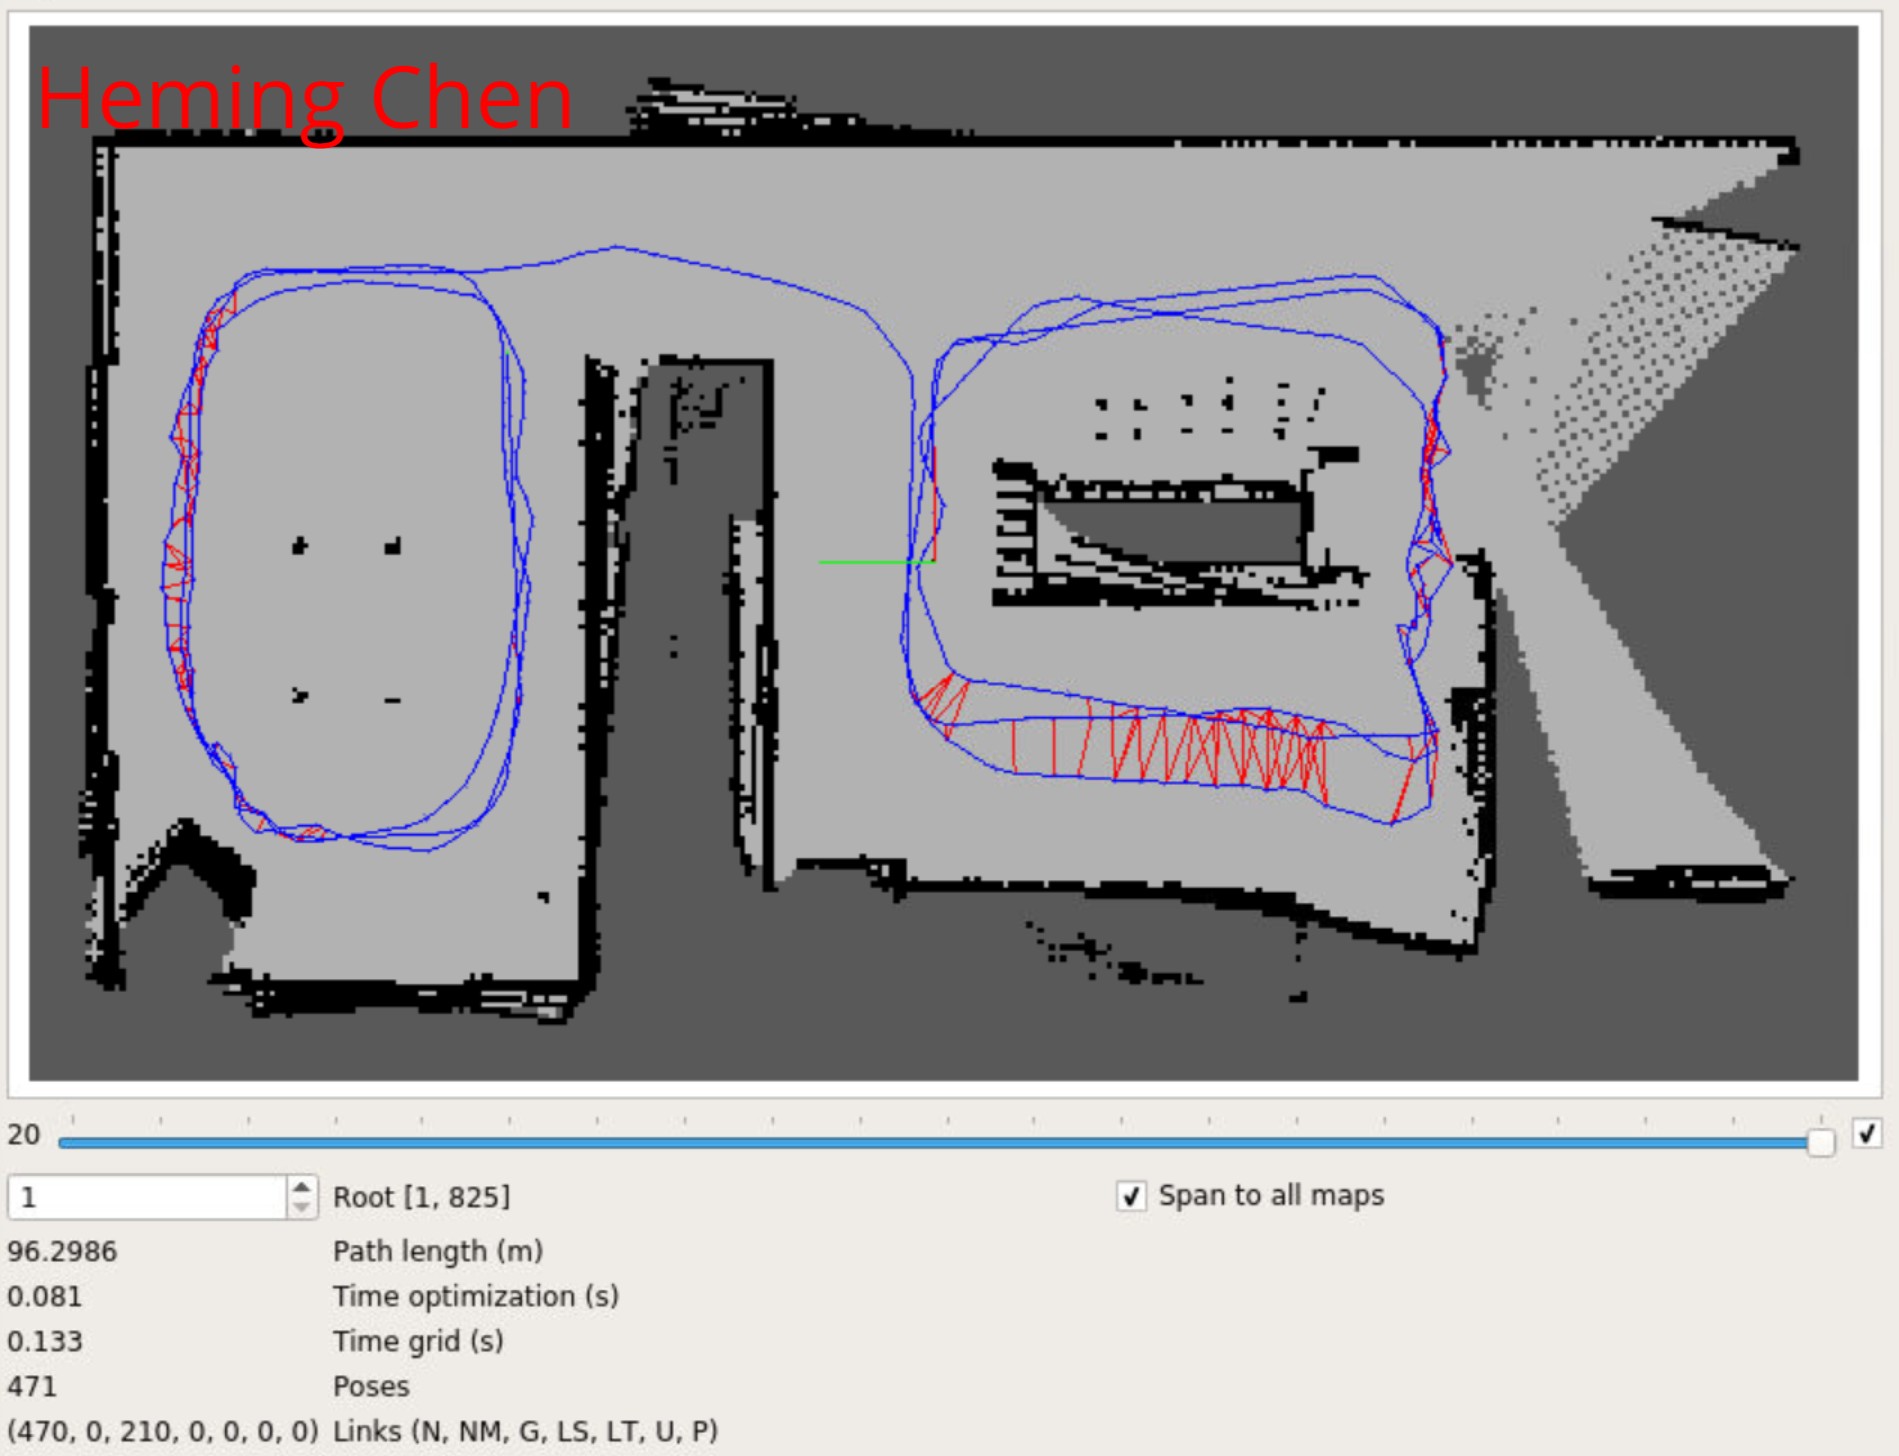 Heming Chen
20
1 Root [1, 825] Span to all maps
96.2986 Path length (m)
0.081 Time optimization (s)
0.133 Time grid (s)
471 Poses
(470, 0, 210, 0, 0, 0, 0) Links (N, NM, G, LS, LT, U, P)